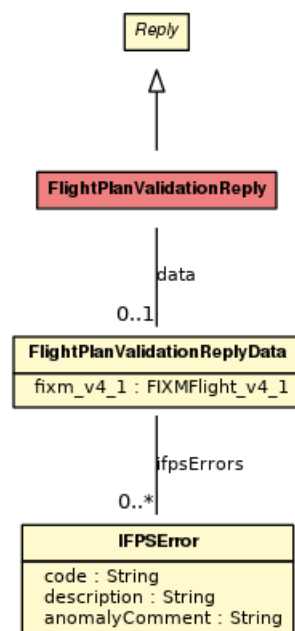 Reply
FlightPlanValidationReply
data
0..1
FlightPlanValidationReplyData
fixm_v4_1 : FIXMFlight_v4_1
ifpsErrors
0..*
IFPSError
code : String
description : String
anomalyComment : String